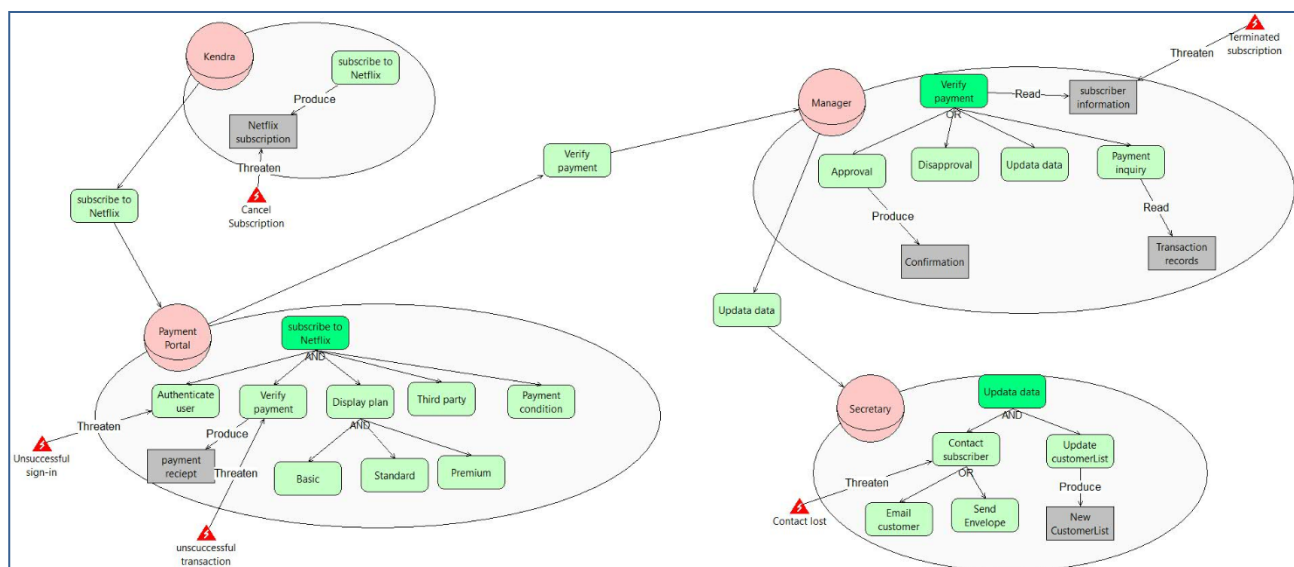 Kendra
subscribe to
Netflix
Produce
Netflix
subscription
Threaten
Cancel
Subscription
subscribe to
Netflix
Verify
payment
Terminated
subscription
Threaten
Manager
Verify
payment
Read
subscriber
information
OR
Approval
Disapproval
Updata data
Payment
inquiry
Produce
Read
Confirmation
Transaction
records
Updata data
Payment
Portal
subscribe to
Netflix
AND
Authenticate
user
Verify
payment
Display plan
Third party
Payment
condition
Threaten
Unsuccessful
sign-in
Produce
payment
reciept
Threaten
AND
Basic
Standard
Premium
unscuccessful
transaction
Secretary
Updata data
AND
Contact
subscriber
Update
customerList
Threaten
Contact lost
OR
Email
customer
Send
Envelope
Produce
New
CustomerList